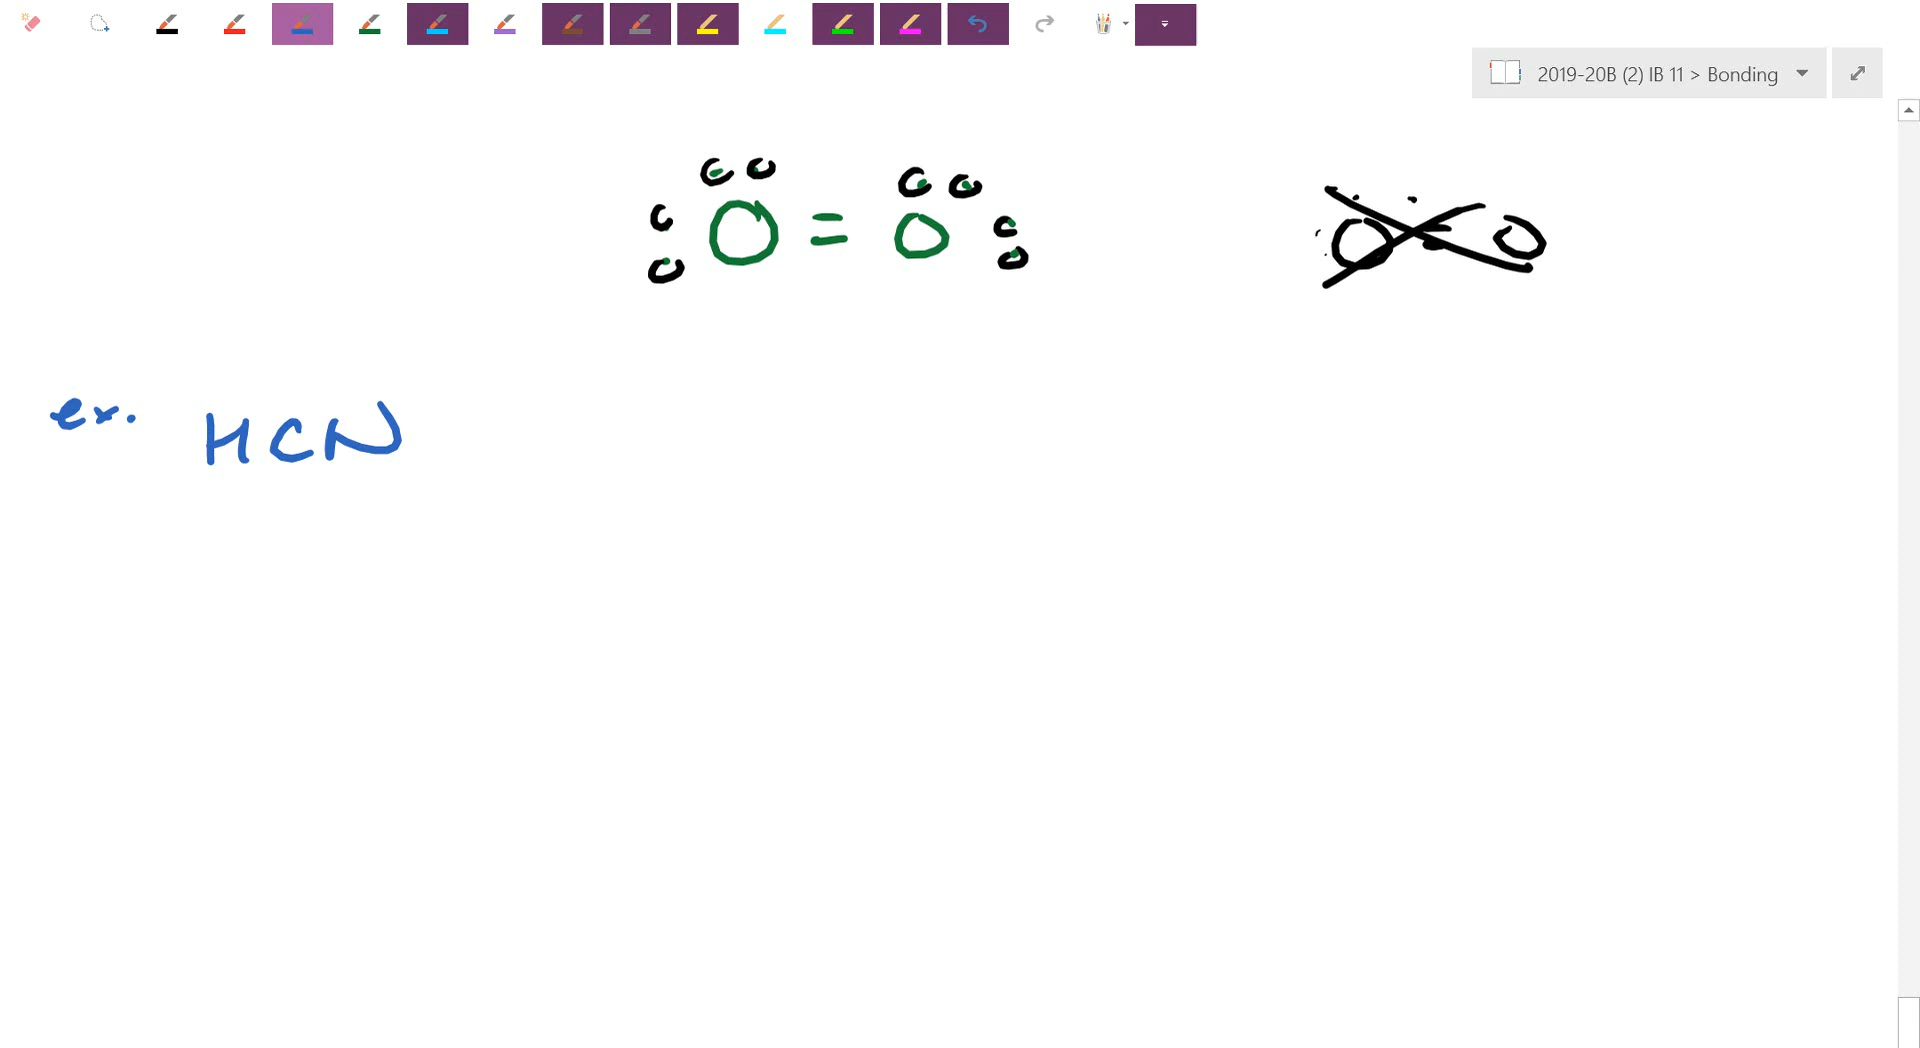 2019-20B (2) IB 11 > Bonding
O = O
O = O
ex. HCN